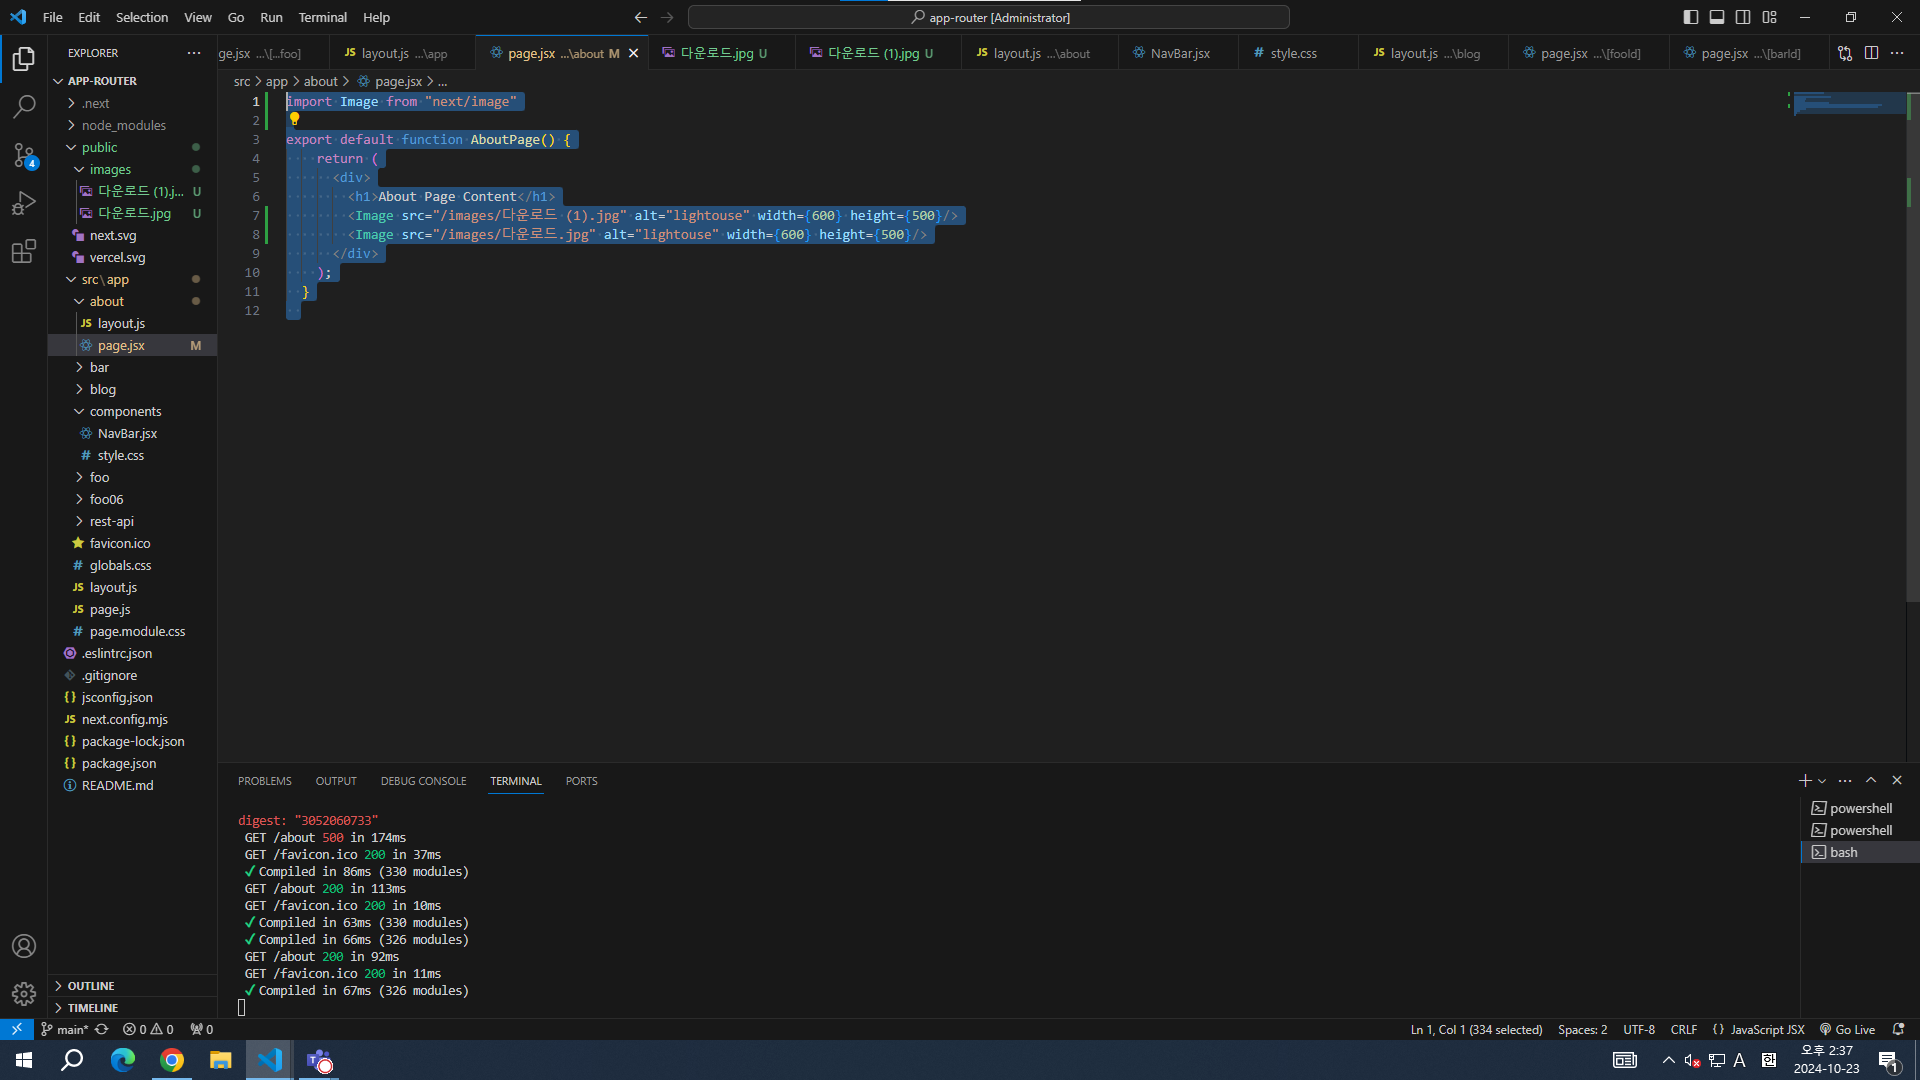 File Edit Selection View Go Run Terminal Help
app-router [Administrator]
EXPLORER
ge.jsx ...\[...foo]
JS layout.js ...\app
page.jsx ...\about M
다운로드.jpg U
다운로드 (1).jpg U
JS layout.js ...\about
NavBar.jsx
# style.css
JS layout.js ...\blog
page.jsx ...\[fooId]
page.jsx ...\[barId]
src > app > about > page.jsx > ...
APP-ROUTER
.next
node_modules
public
images
다운로드 (1).j... U
다운로드.jpg U
next.svg
vercel.svg
src\app
about
JS layout.js
page.jsx M
bar
blog
components
NavBar.jsx
# style.css
foo
foo06
rest-api
favicon.ico
# globals.css
JS layout.js
JS page.js
# page.module.css
.eslintrc.json
.gitignore
{} jsconfig.json
JS next.config.mjs
{} package-lock.json
{} package.json
README.md
OUTLINE
TIMELINE
1 import Image from "next/image"
2
3 export default function AboutPage() {
4 return (
5 <div>
6 <h1>About Page Content</h1>
7 <Image src="/images/다운로드 (1).jpg" alt="lightouse" width={600} height={500}/>
8 <Image src="/images/다운로드.jpg" alt="lightouse" width={600} height={500}/>
9 </div>
10 );
11 }
12
PROBLEMS OUTPUT DEBUG CONSOLE TERMINAL PORTS
digest: "3052060733"
GET /about 500 in 174ms
GET /favicon.ico 200 in 37ms
✓ Compiled in 86ms (330 modules)
GET /about 200 in 113ms
GET /favicon.ico 200 in 10ms
✓ Compiled in 63ms (330 modules)
✓ Compiled in 66ms (326 modules)
GET /about 200 in 92ms
GET /favicon.ico 200 in 11ms
✓ Compiled in 67ms (326 modules)
powershell
powershell
bash
4
main* 0 0 0
Ln 1, Col 1 (334 selected) Spaces: 2 UTF-8 CRLF {} JavaScript JSX Go Live
A 한
오후 2:37
2024-10-23
1